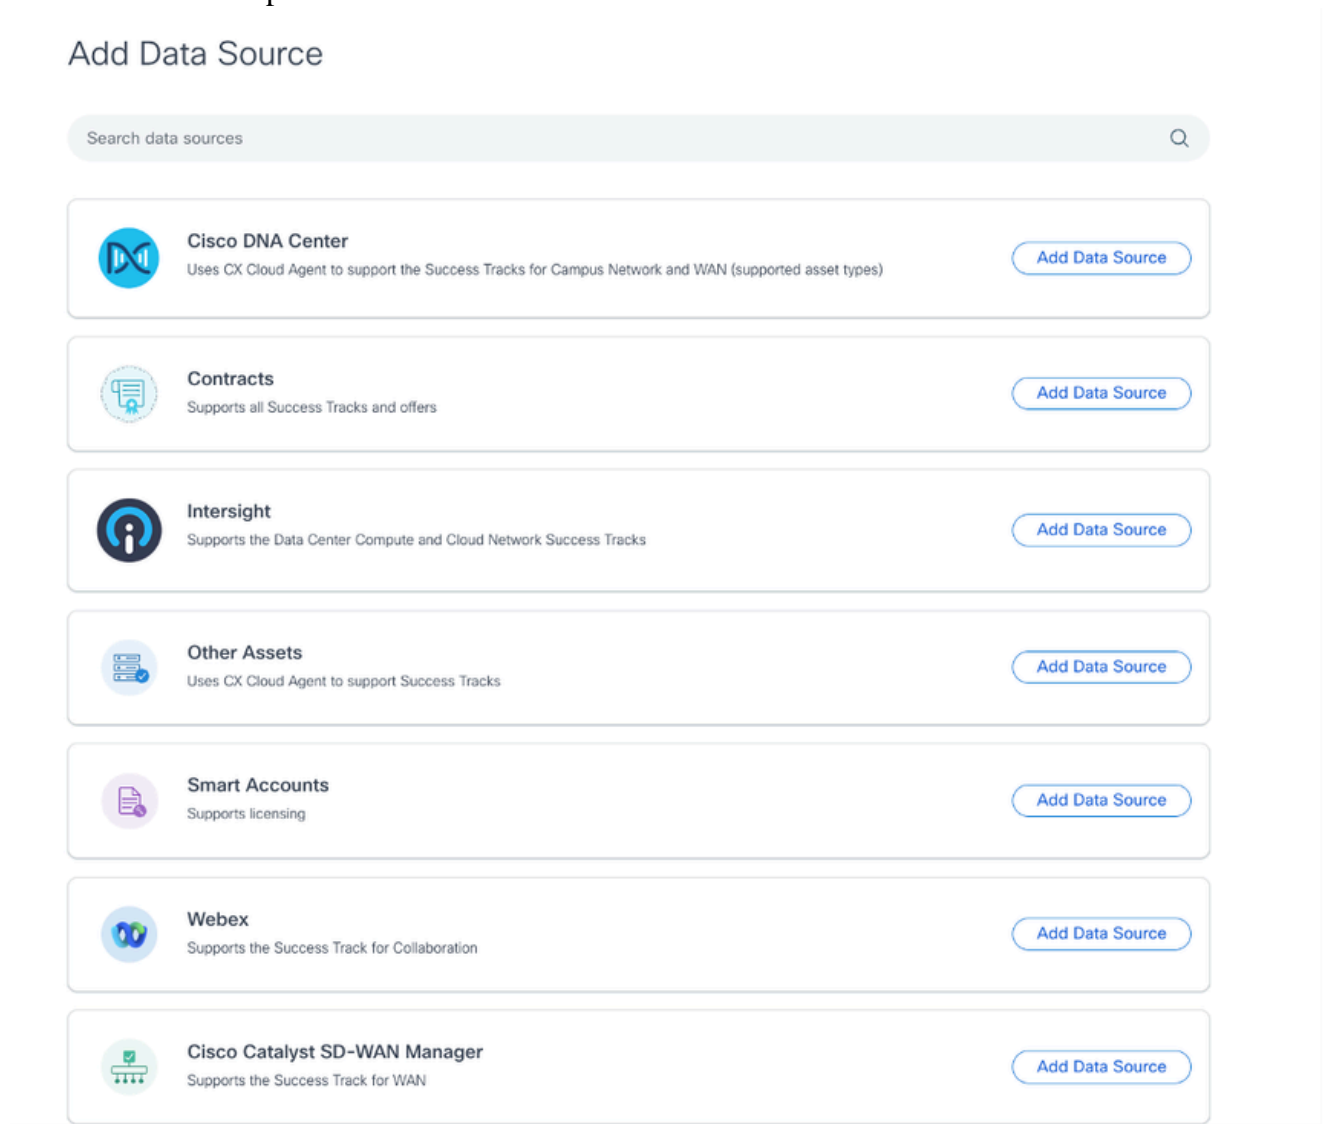 Add Data Source
Search data sources
Cisco DNA Center
Uses CX Cloud Agent to support the Success Tracks for Campus Network and WAN (supported asset types)
Add Data Source
Contracts
Supports all Success Tracks and offers
Add Data Source
Intersight
Supports the Data Center Compute and Cloud Network Success Tracks
Add Data Source
Other Assets
Uses CX Cloud Agent to support Success Tracks
Add Data Source
Smart Accounts
Supports licensing
Add Data Source
Webex
Supports the Success Track for Collaboration
Add Data Source
Cisco Catalyst SD-WAN Manager
Supports the Success Track for WAN
Add Data Source